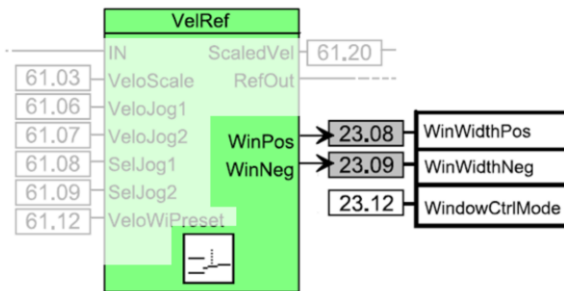 VelRef
IN ScaledVel 61.20
61.03 VeloScale RefOut
61.06 VeloJog1
61.07 VeloJog2 WinPos 23.08 WinWidthPos
61.08 SelJog1 WinNeg 23.09 WinWidthNeg
61.09 SelJog2 23.12 WindowCtrlMode
61.12 VeloWiPreset